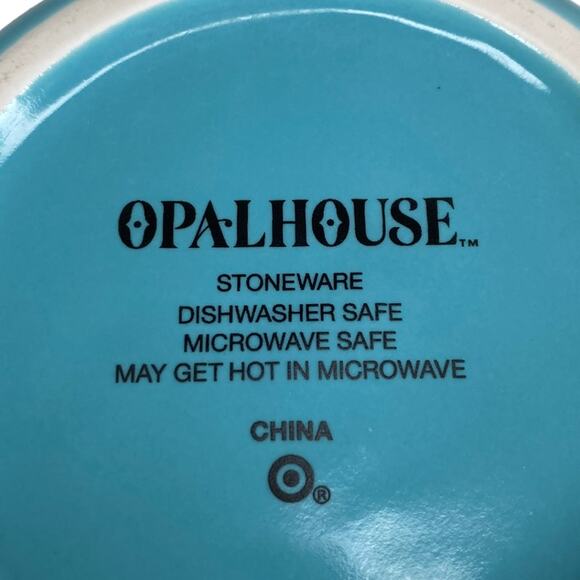 OPALHOUSE™
STONEWARE
DISHWASHER SAFE
MICROWAVE SAFE
MAY GET HOT IN MICROWAVE
CHINA
®